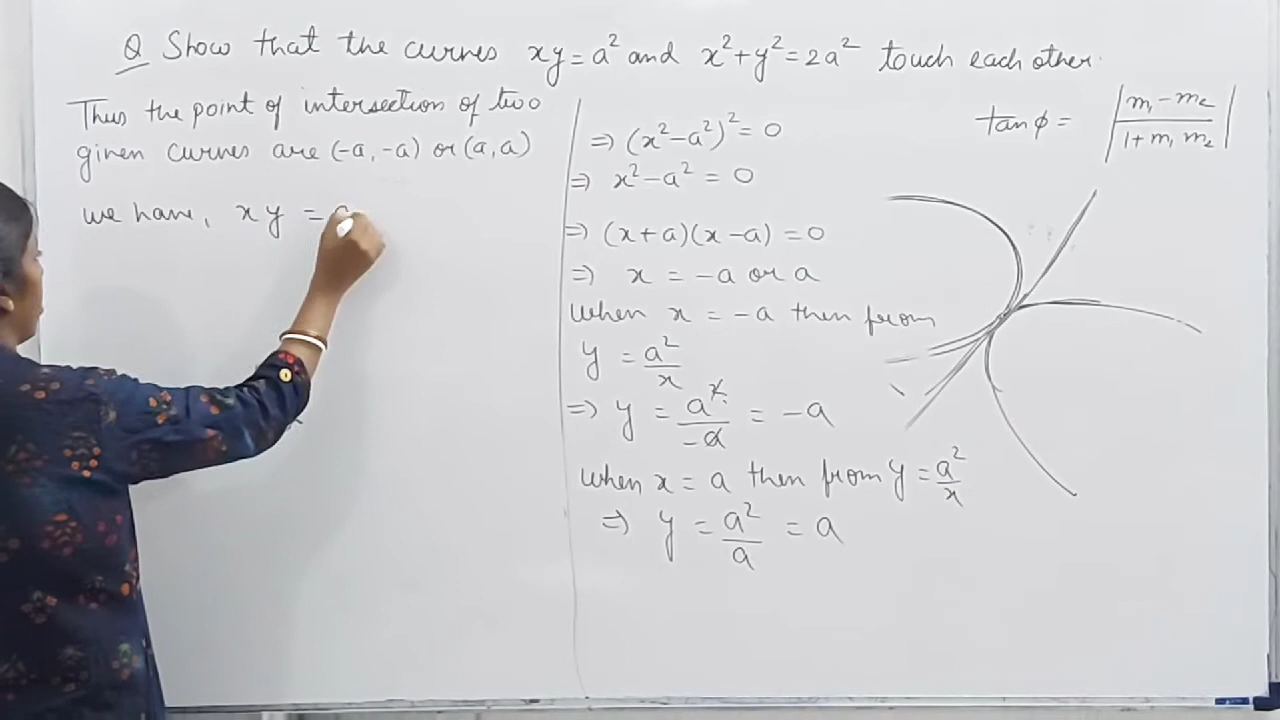 Q Show that the curves xy = a² and x² + y² = 2a² touch each other.
Thus the point of intersection of two
given curves are (-a, -a) or (a, a)
we have, xy =
⇒ (x² - a²)² = 0
⇒ x² - a² = 0
⇒ (x + a)(x - a) = 0
⇒ x = -a or a
When x = -a then from
y = a²/x
⇒ y = a²/-a = -a
When x = a then from y = a²/x
⇒ y = a²/a = a
tan φ = |m₁ - m₂ / 1 + m₁ m₂|